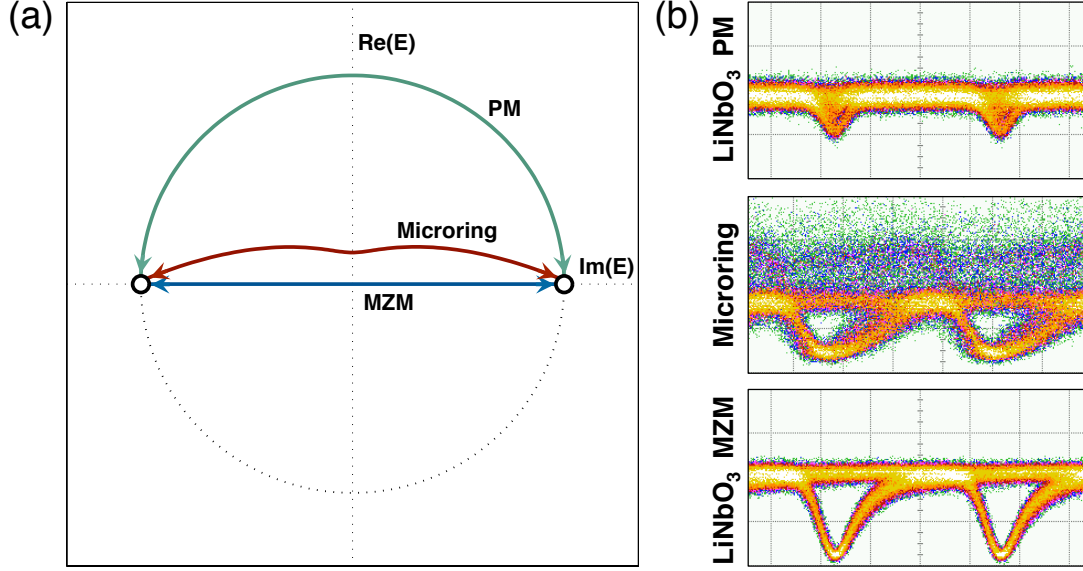 (a)
Re(E)
PM
Microring
Im(E)
MZM
(b)
LiNbO₃ PM
Microring
LiNbO₃ MZM